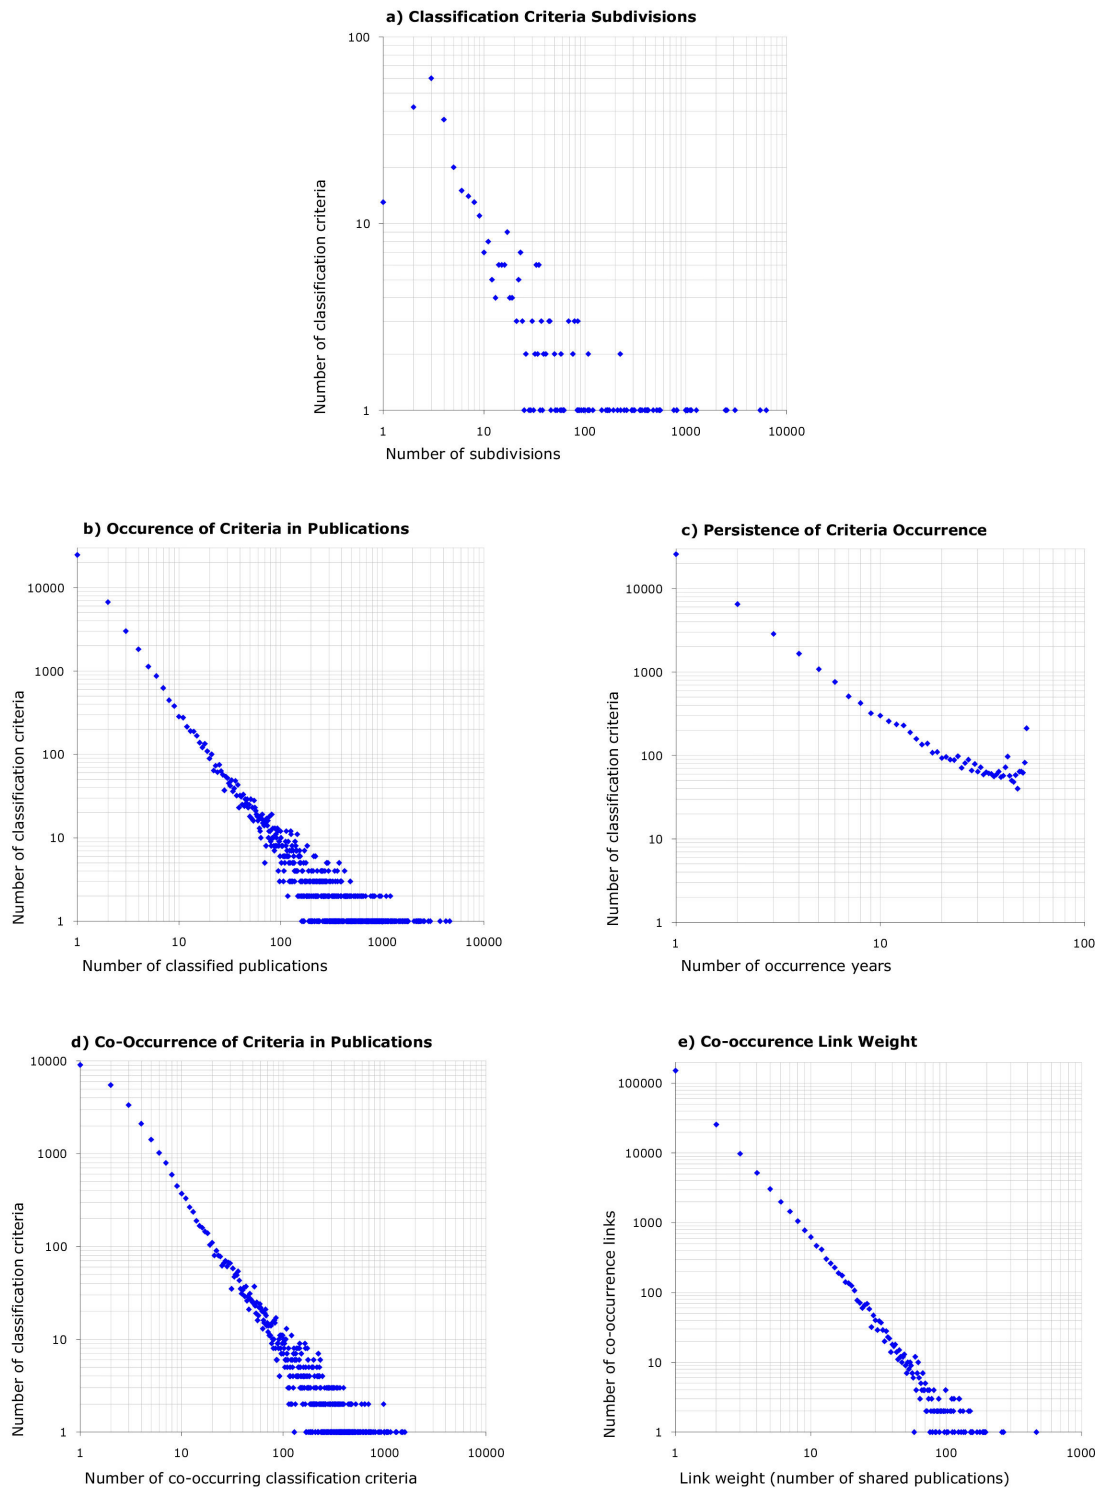 a) Classification Criteria Subdivisions
100
10
1
Number of classification criteria
1 10 100 1000 10000
Number of subdivisions
b) Occurence of Criteria in Publications
10000
1000
100
10
1
Number of classification criteria
1 10 100 1000 10000
Number of classified publications
c) Persistence of Criteria Occurrence
10000
1000
100
10
1
Number of classification criteria
1 10 100
Number of occurrence years
d) Co-Occurrence of Criteria in Publications
10000
1000
100
10
1
Number of classification criteria
1 10 100 1000 10000
Number of co-occurring classification criteria
e) Co-occurence Link Weight
100000
10000
1000
100
10
1
Number of co-occurrence links
1 10 100 1000
Link weight (number of shared publications)